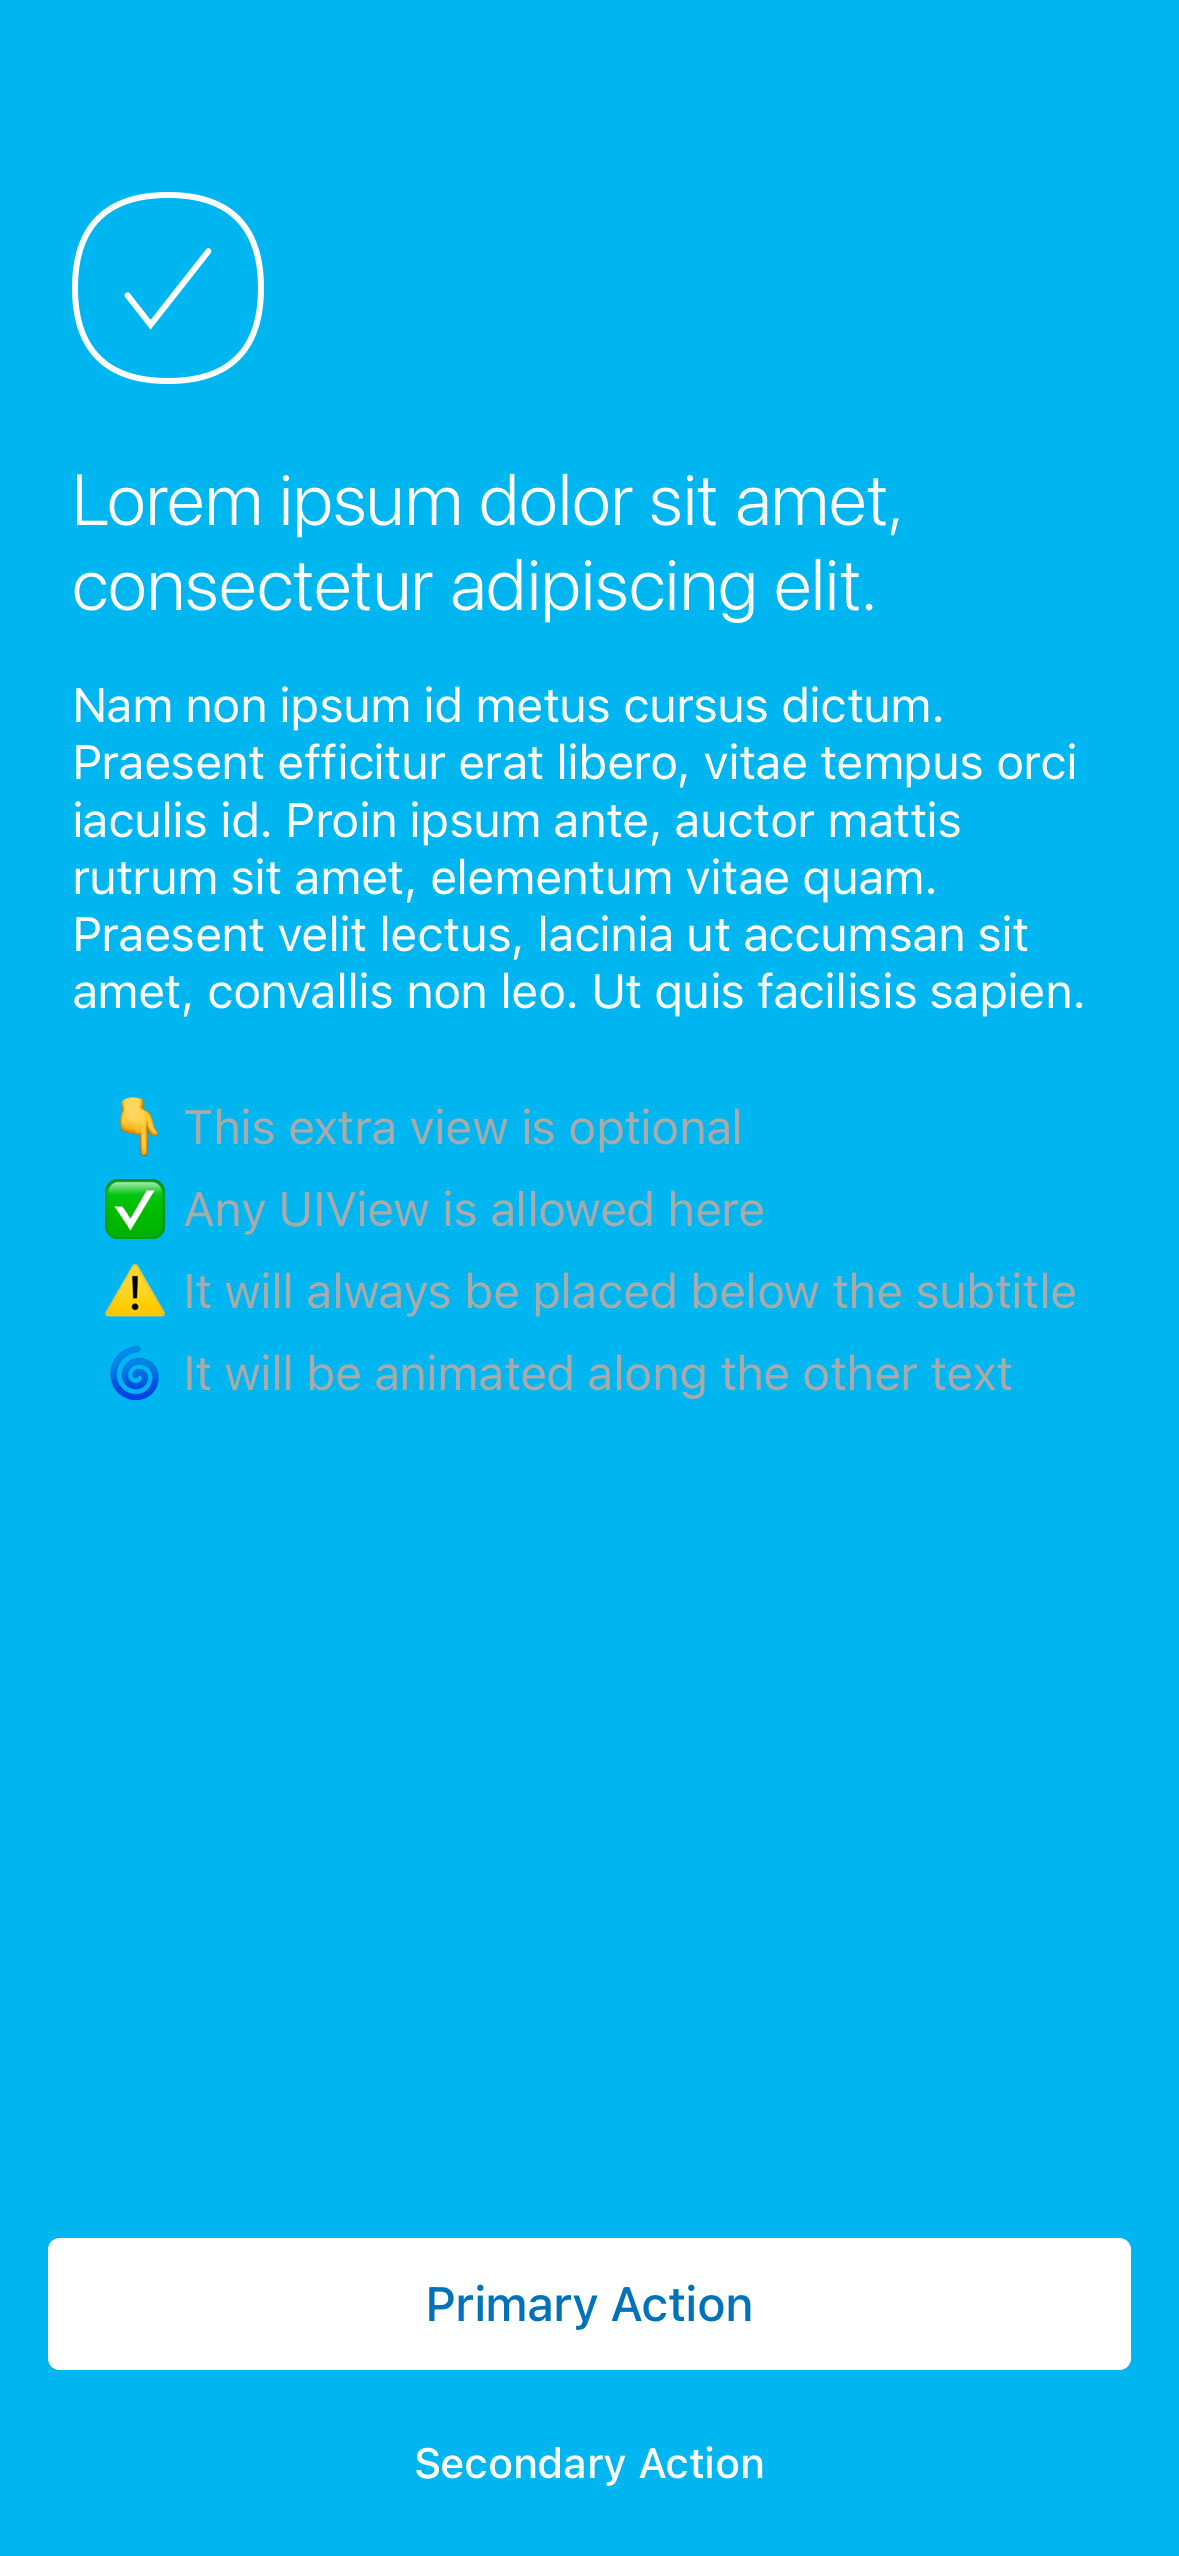 Lorem ipsum dolor sit amet,
consectetur adipiscing elit.
Nam non ipsum id metus cursus dictum.
Praesent efficitur erat libero, vitae tempus orci
iaculis id. Proin ipsum ante, auctor mattis
rutrum sit amet, elementum vitae quam.
Praesent velit lectus, lacinia ut accumsan sit
amet, convallis non leo. Ut quis facilisis sapien.
👇 This extra view is optional
✅ Any UIView is allowed here
⚠️ It will always be placed below the subtitle
🌀 It will be animated along the other text
Primary Action
Secondary Action